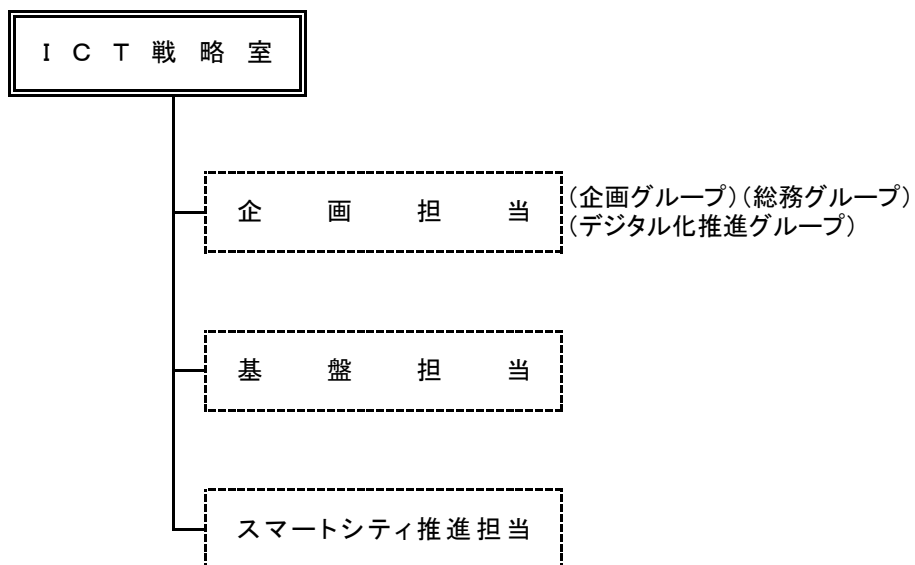 ＩＣＴ戦略室
企画担当
(企画グループ)(総務グループ)
(デジタル化推進グループ)
基盤担当
スマートシティ推進担当